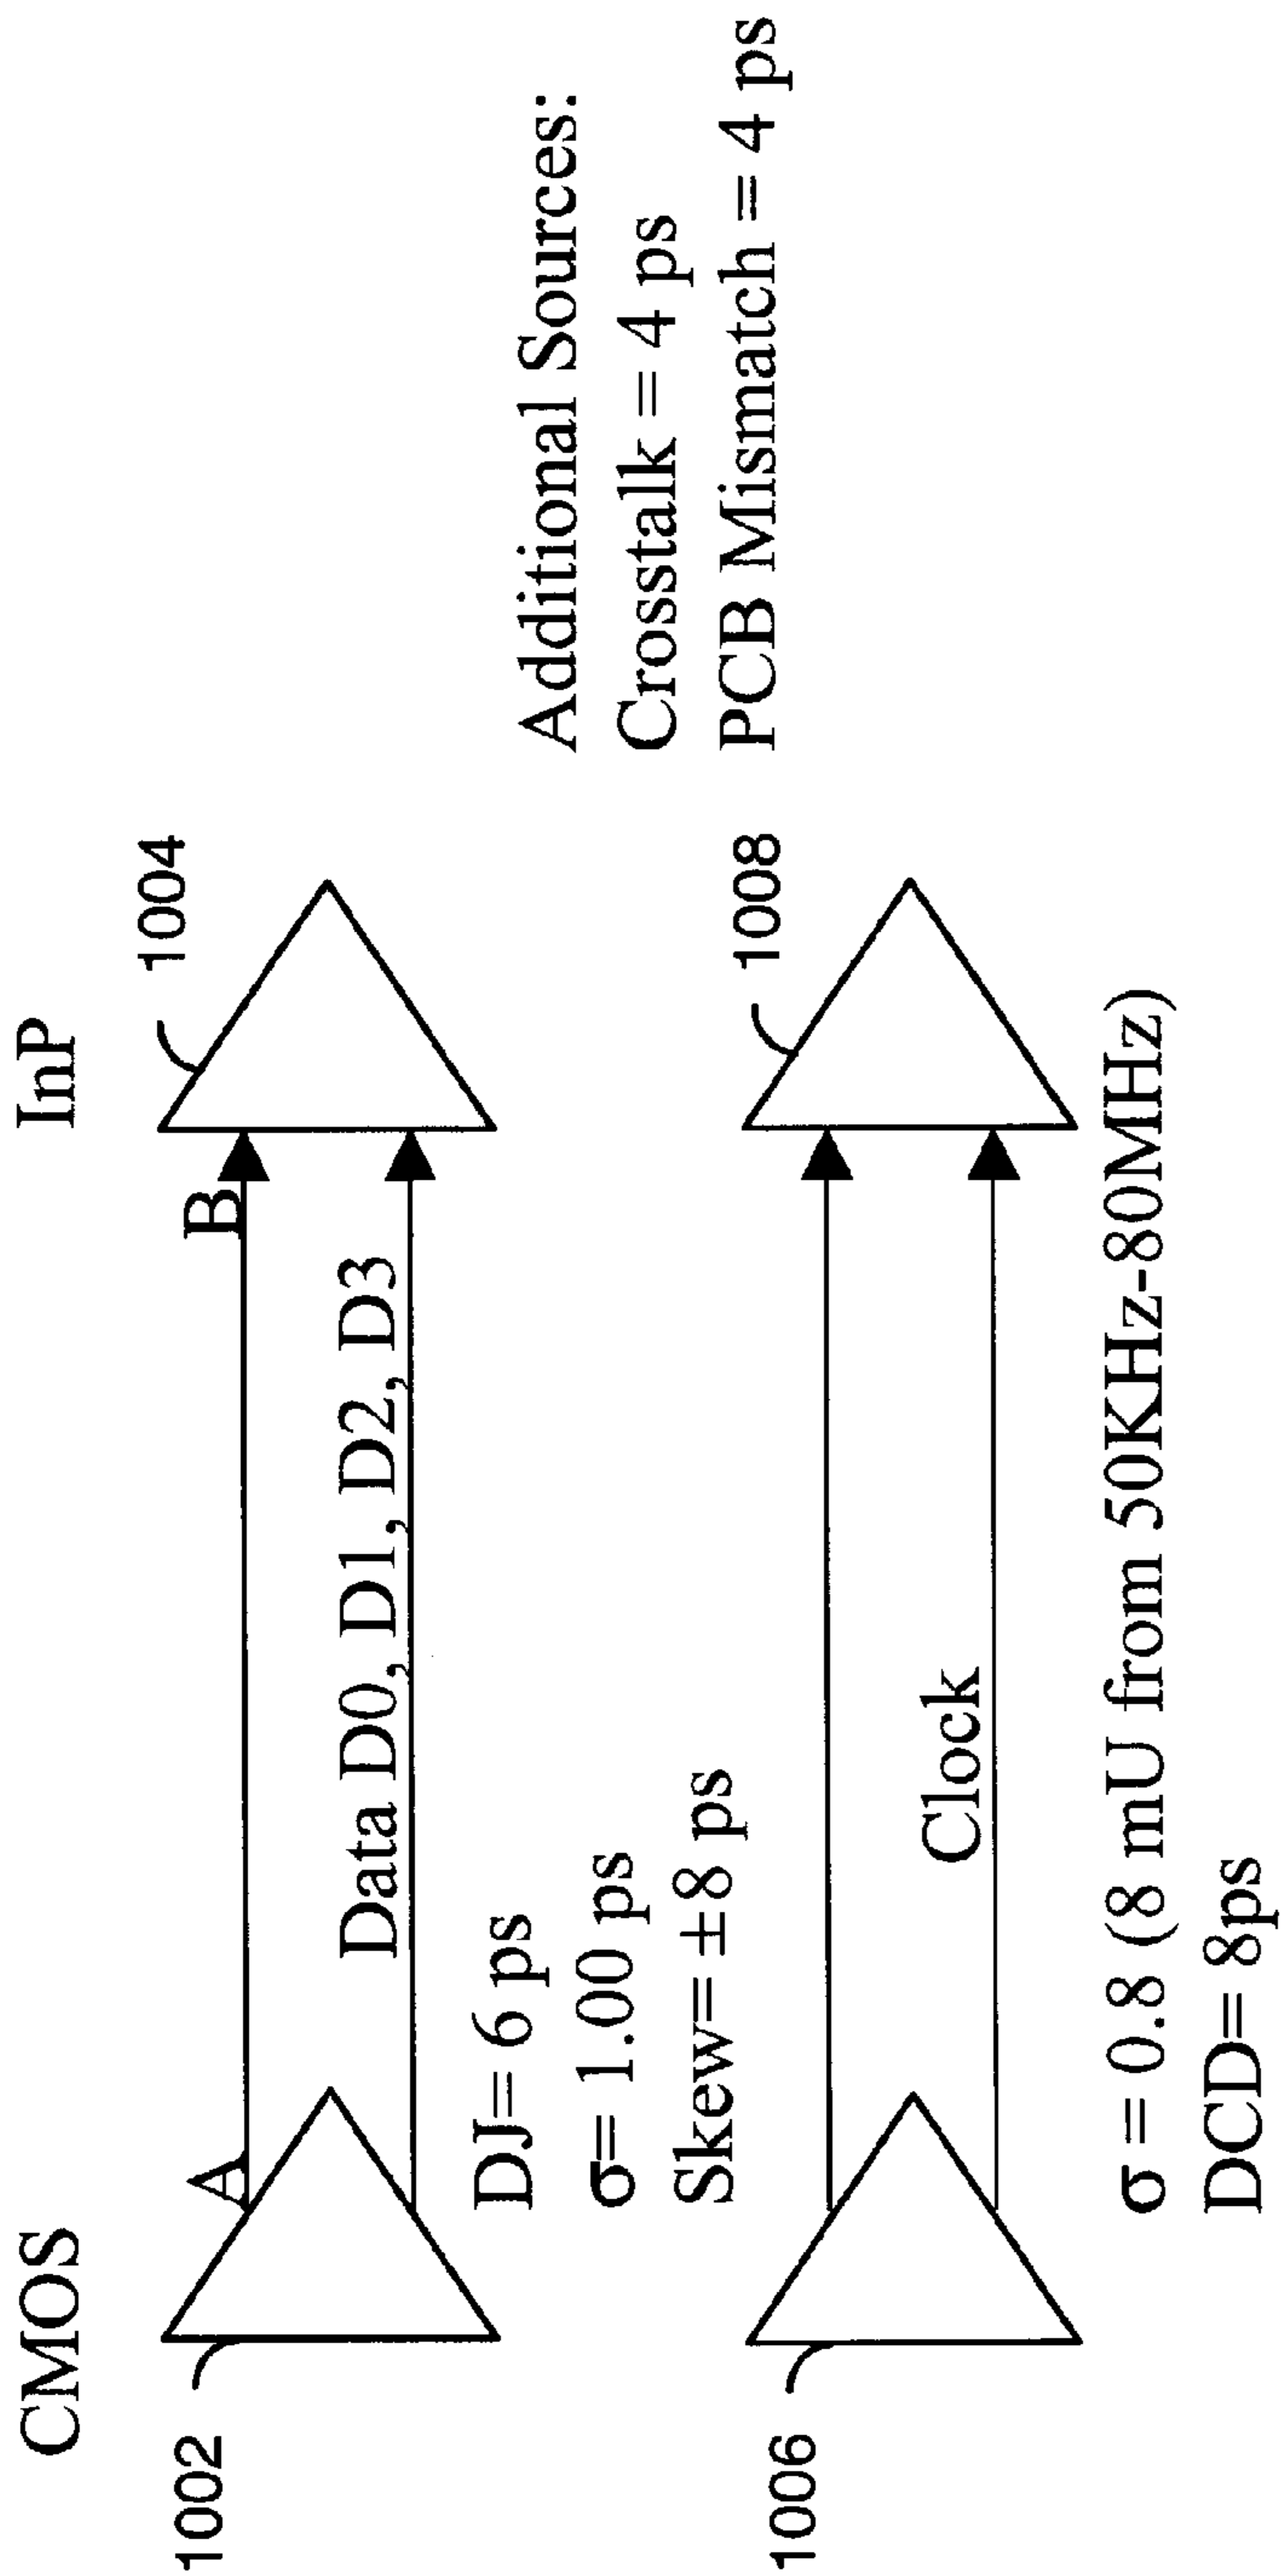 CMOS
InP
1002
A
B
1004
Data D0, D1, D2, D3
DJ= 6 ps
σ= 1.00 ps
Skew= ±8 ps
Additional Sources:
Crosstalk = 4 ps
PCB Mismatch = 4 ps
1006
1008
Clock
σ = 0.8 (8 mU from 50KHz-80MHz)
DCD= 8ps